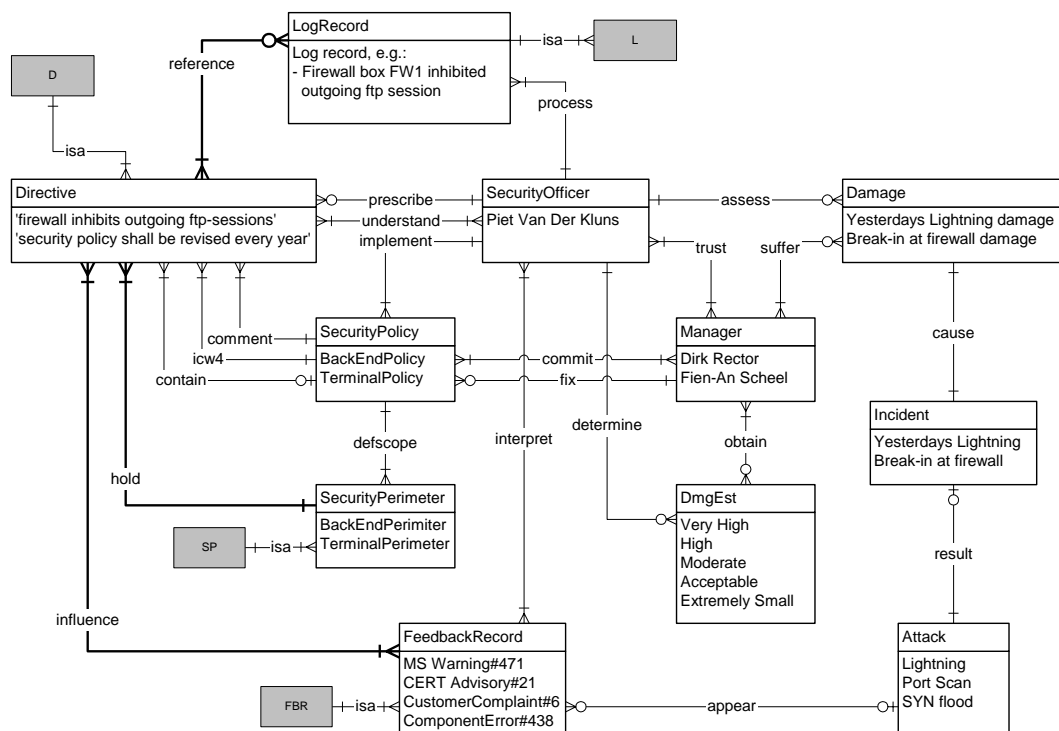 LogRecord
Log record, e.g.:
- Firewall box FW1 inhibited
outgoing ftp session
isa
L
D
reference
process
isa
Directive
'firewall inhibits outgoing ftp-sessions'
'security policy shall be revised every year'
prescribe
understand
implement
SecurityOfficer
Piet Van Der Kluns
assess
Damage
Yesterdays Lightning damage
Break-in at firewall damage
trust
suffer
comment
icw4
contain
SecurityPolicy
BackEndPolicy
TerminalPolicy
commit
fix
Manager
Dirk Rector
Fien-An Scheel
cause
determine
interpret
obtain
defscope
hold
Incident
Yesterdays Lightning
Break-in at firewall
SecurityPerimeter
BackEndPerimiter
TerminalPerimeter
SP
isa
DmgEst
Very High
High
Moderate
Acceptable
Extremely Small
result
influence
FeedbackRecord
MS Warning#471
CERT Advisory#21
CustomerComplaint#6
ComponentError#438
FBR
isa
appear
Attack
Lightning
Port Scan
SYN flood